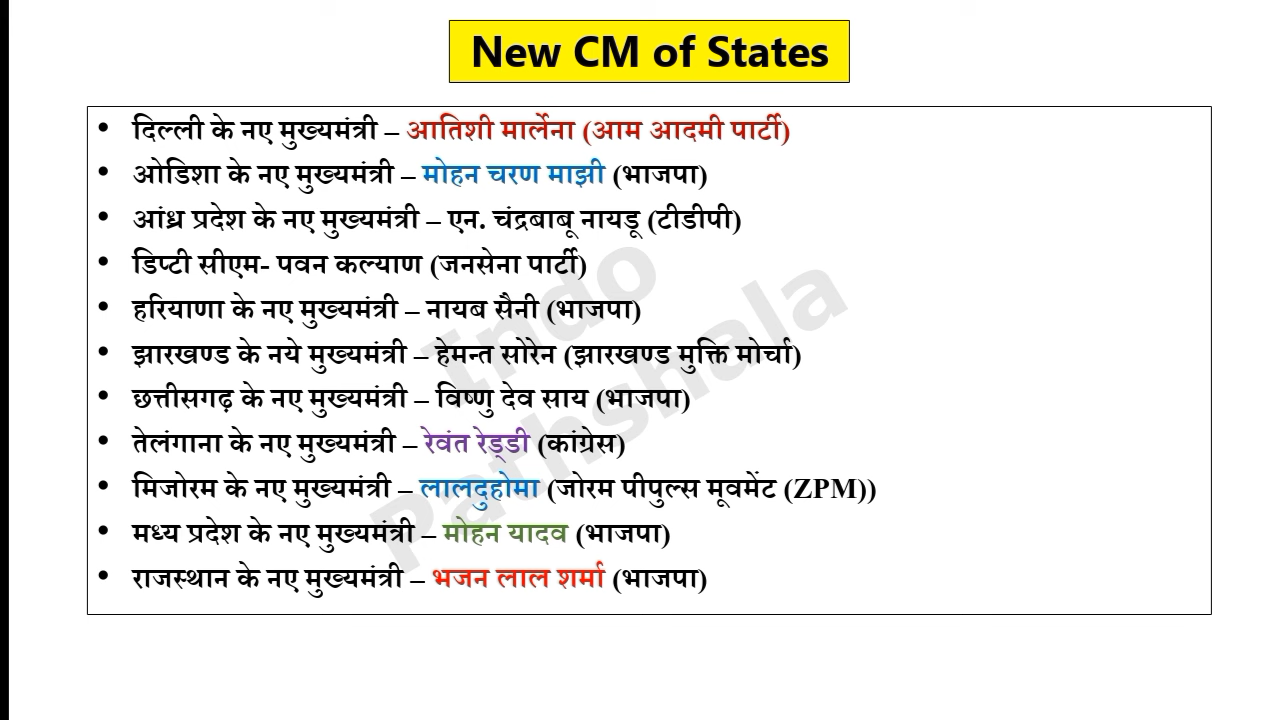 New CM of States
• दिल्ली के नए मुख्यमंत्री – आतिशी मार्लेना (आम आदमी पार्टी)
• ओडिशा के नए मुख्यमंत्री – मोहन चरण माझी (भाजपा)
• आंध्र प्रदेश के नए मुख्यमंत्री – एन. चंद्रबाबू नायडू (टीडीपी)
• डिप्टी सीएम- पवन कल्याण (जनसेना पार्टी)
• हरियाणा के नए मुख्यमंत्री – नायब सैनी (भाजपा)
• झारखण्ड के नये मुख्यमंत्री – हेमन्त सोरेन (झारखण्ड मुक्ति मोर्चा)
• छत्तीसगढ़ के नए मुख्यमंत्री – विष्णु देव साय (भाजपा)
• तेलंगाना के नए मुख्यमंत्री – रेवंत रेड्डी (कांग्रेस)
• मिजोरम के नए मुख्यमंत्री – लालदुहोमा (जोरम पीपुल्स मूवमेंट (ZPM))
• मध्य प्रदेश के नए मुख्यमंत्री – मोहन यादव (भाजपा)
• राजस्थान के नए मुख्यमंत्री – भजन लाल शर्मा (भाजपा)
Indo
Pathshala